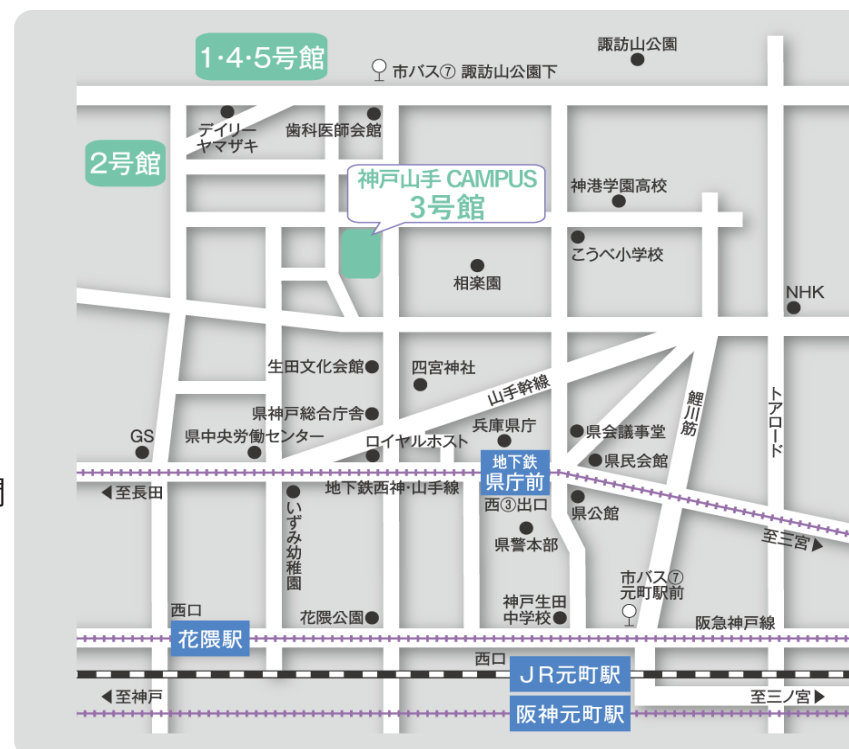 1・4・5号館
諏訪山公園
市バス⑦ 諏訪山公園下
デイリー
ヤマザキ
歯科医師会館
2号館
神戸山手 CAMPUS
3号館
神港学園高校
こうべ小学校
相楽園
NHK
生田文化会館
四宮神社
山手幹線
鯉川筋
トアロード
県神戸総合庁舎
兵庫県庁
県会議事堂
GS
県中央労働センター
ロイヤルホスト
地下鉄
県庁前
県民会館
至長田
地下鉄西神・山手線
西③出口
県公館
いずみ幼稚園
県警本部
至三宮
市バス⑦
元町駅前
西口
花隈公園
神戸生田
中学校
阪急神戸線
花隈駅
西口
JR元町駅
至神戸
至三ノ宮
阪神元町駅